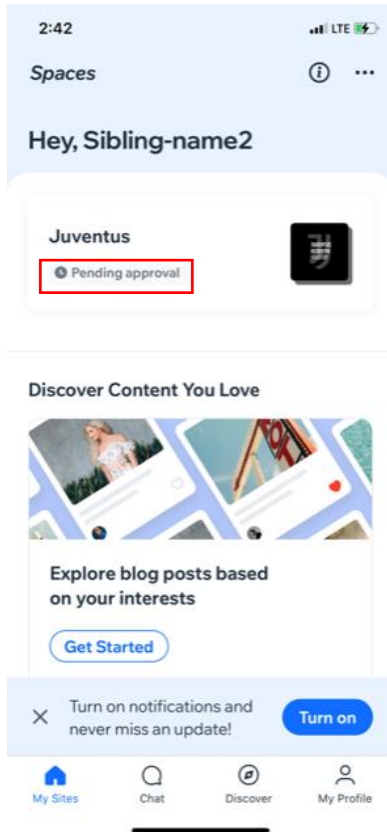 2:42
LTE
Spaces
Hey, Sibling-name2
Juventus
Pending approval
Discover Content You Love
Explore blog posts based
on your interests
Get Started
Turn on notifications and
never miss an update!
Turn on
My Sites
Chat
Discover
My Profile